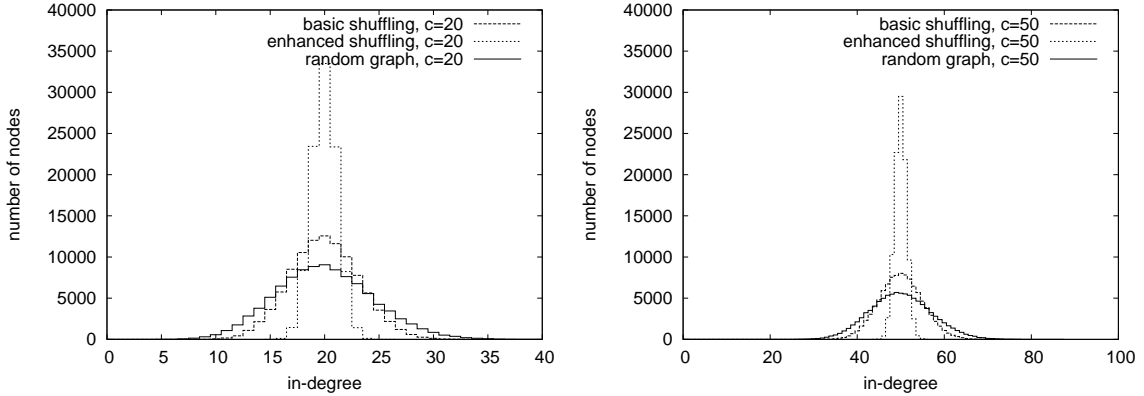 40000
35000
30000
25000
20000
15000
10000
5000
0
number of nodes
basic shuffling, c=20
enhanced shuffling, c=20
random graph, c=20
0 5 10 15 20 25 30 35 40
in-degree
40000
35000
30000
25000
20000
15000
10000
5000
0
number of nodes
basic shuffling, c=50
enhanced shuffling, c=50
random graph, c=50
0 20 40 60 80 100
in-degree